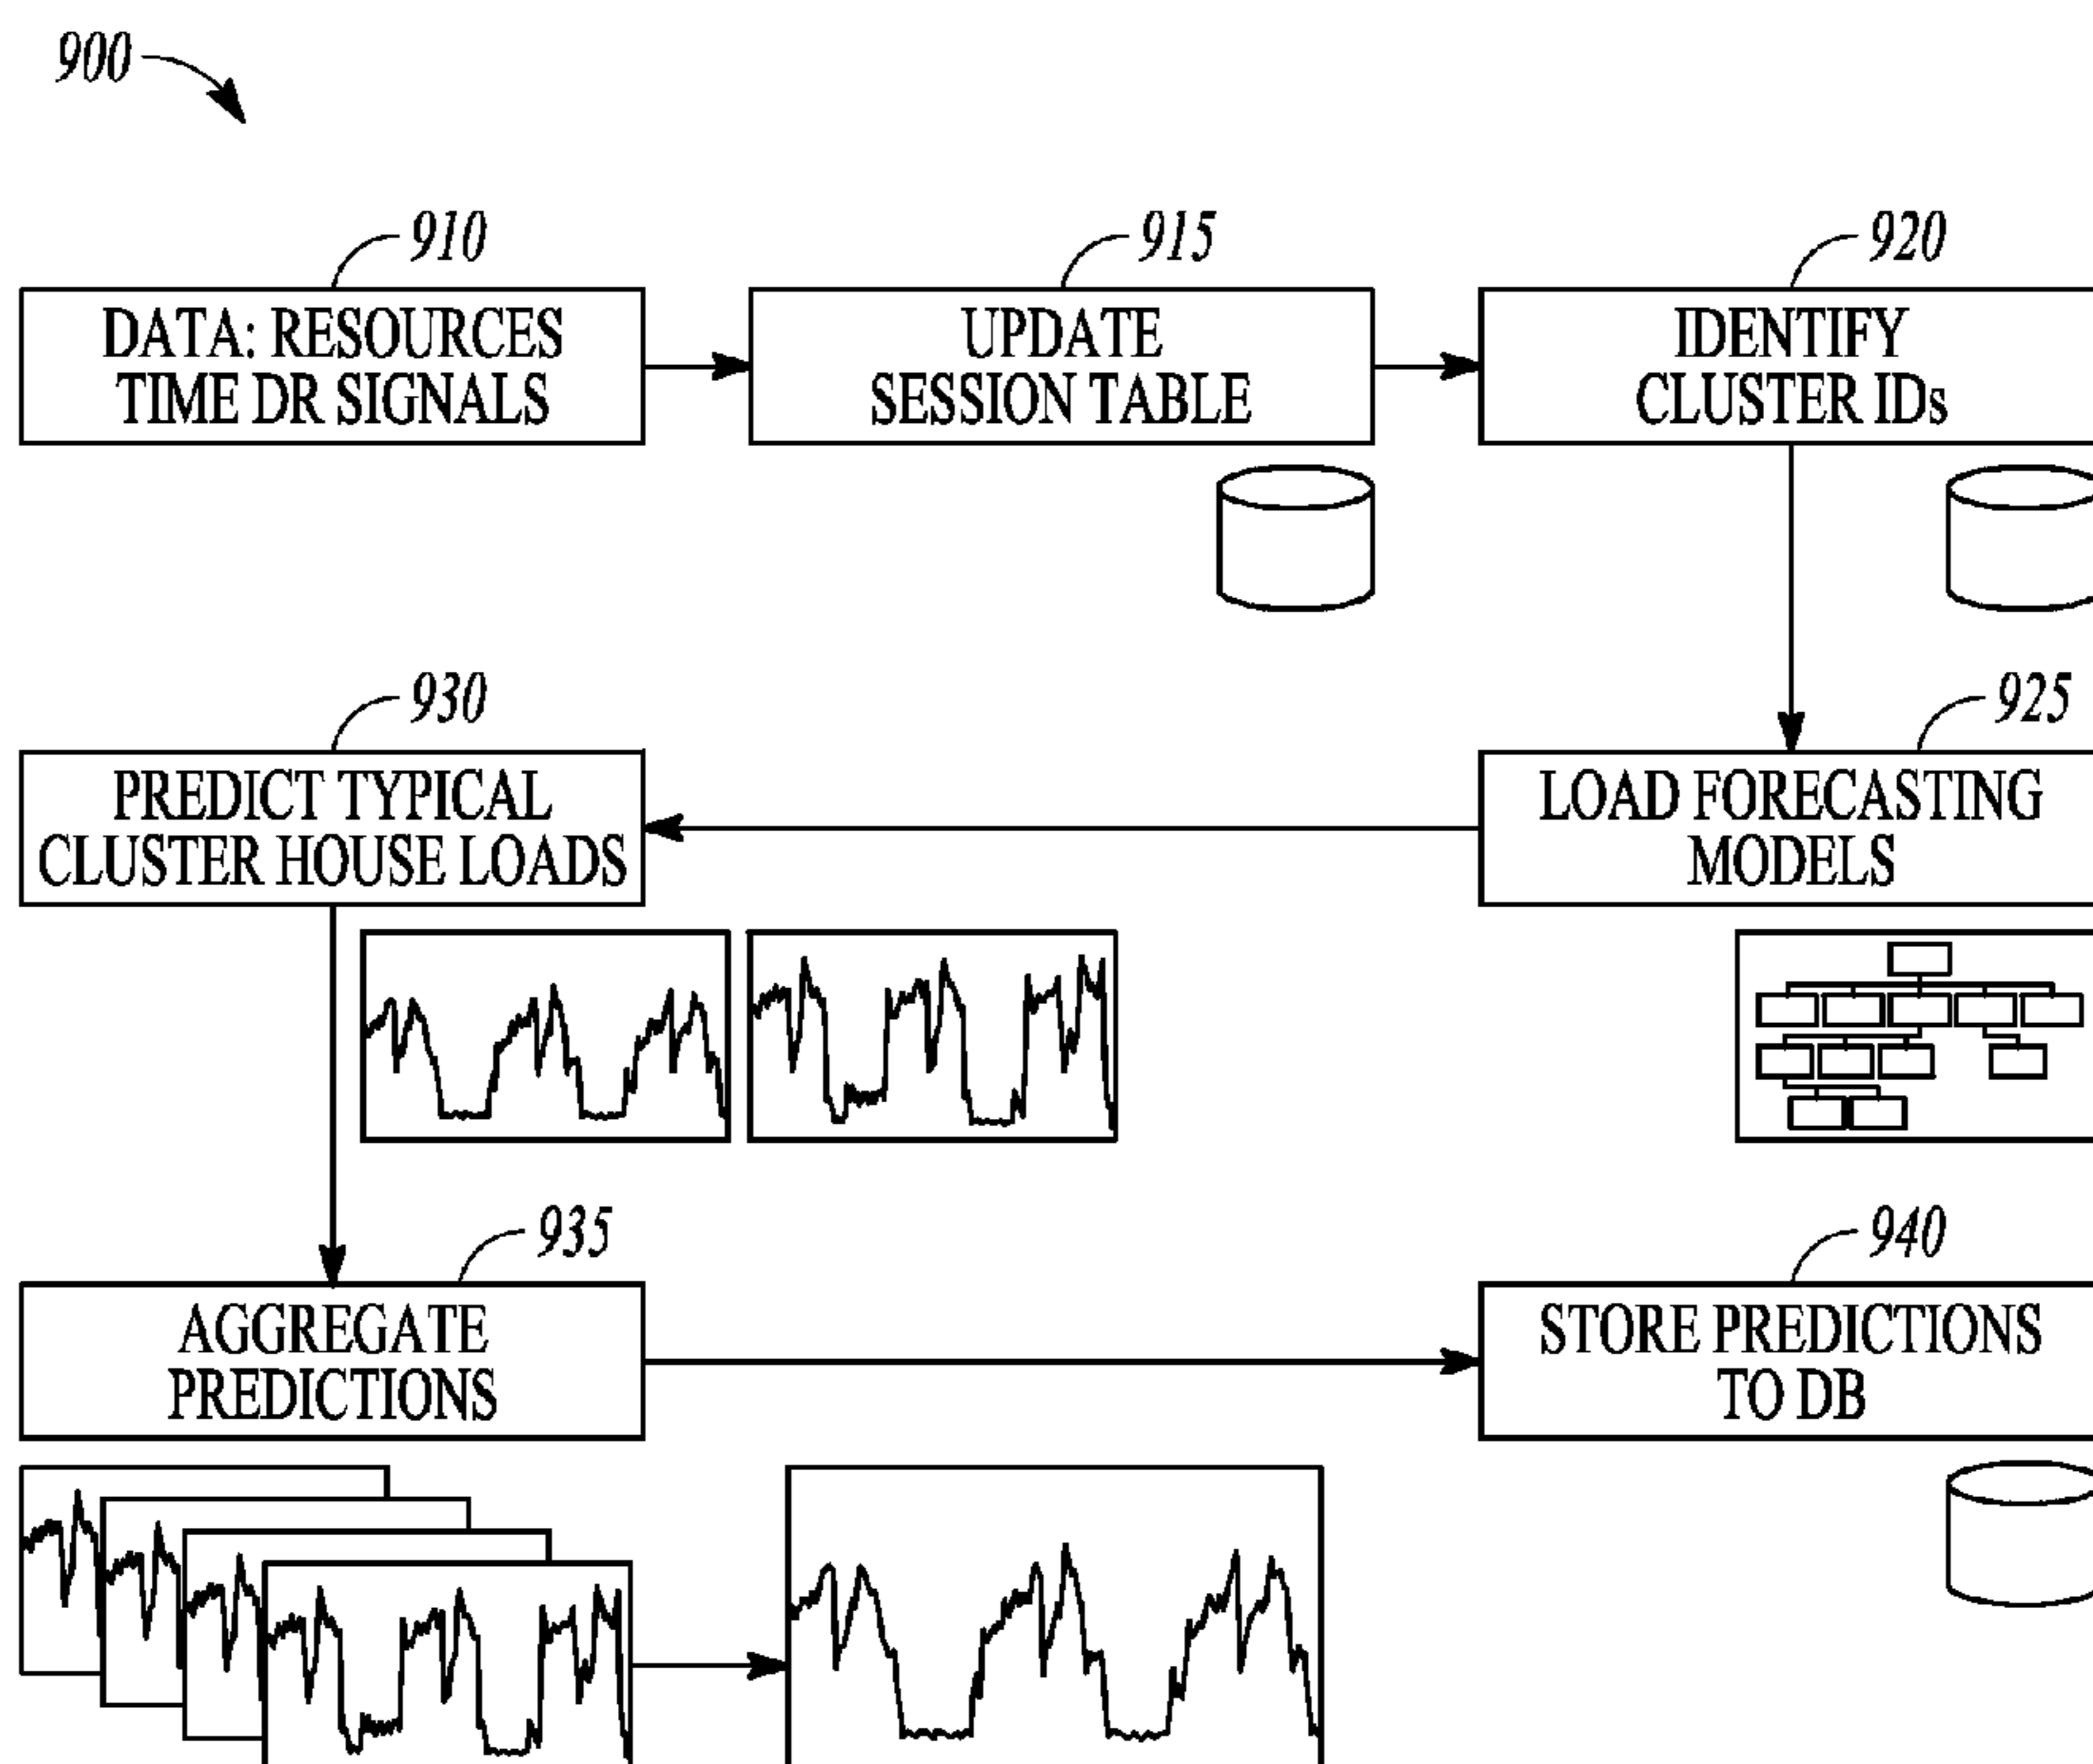 900
910
915
920
DATA: RESOURCES
TIME DR SIGNALS
UPDATE
SESSION TABLE
IDENTIFY
CLUSTER IDs
930
925
PREDICT TYPICAL
CLUSTER HOUSE LOADS
LOAD FORECASTING
MODELS
935
940
AGGREGATE
PREDICTIONS
STORE PREDICTIONS
TO DB